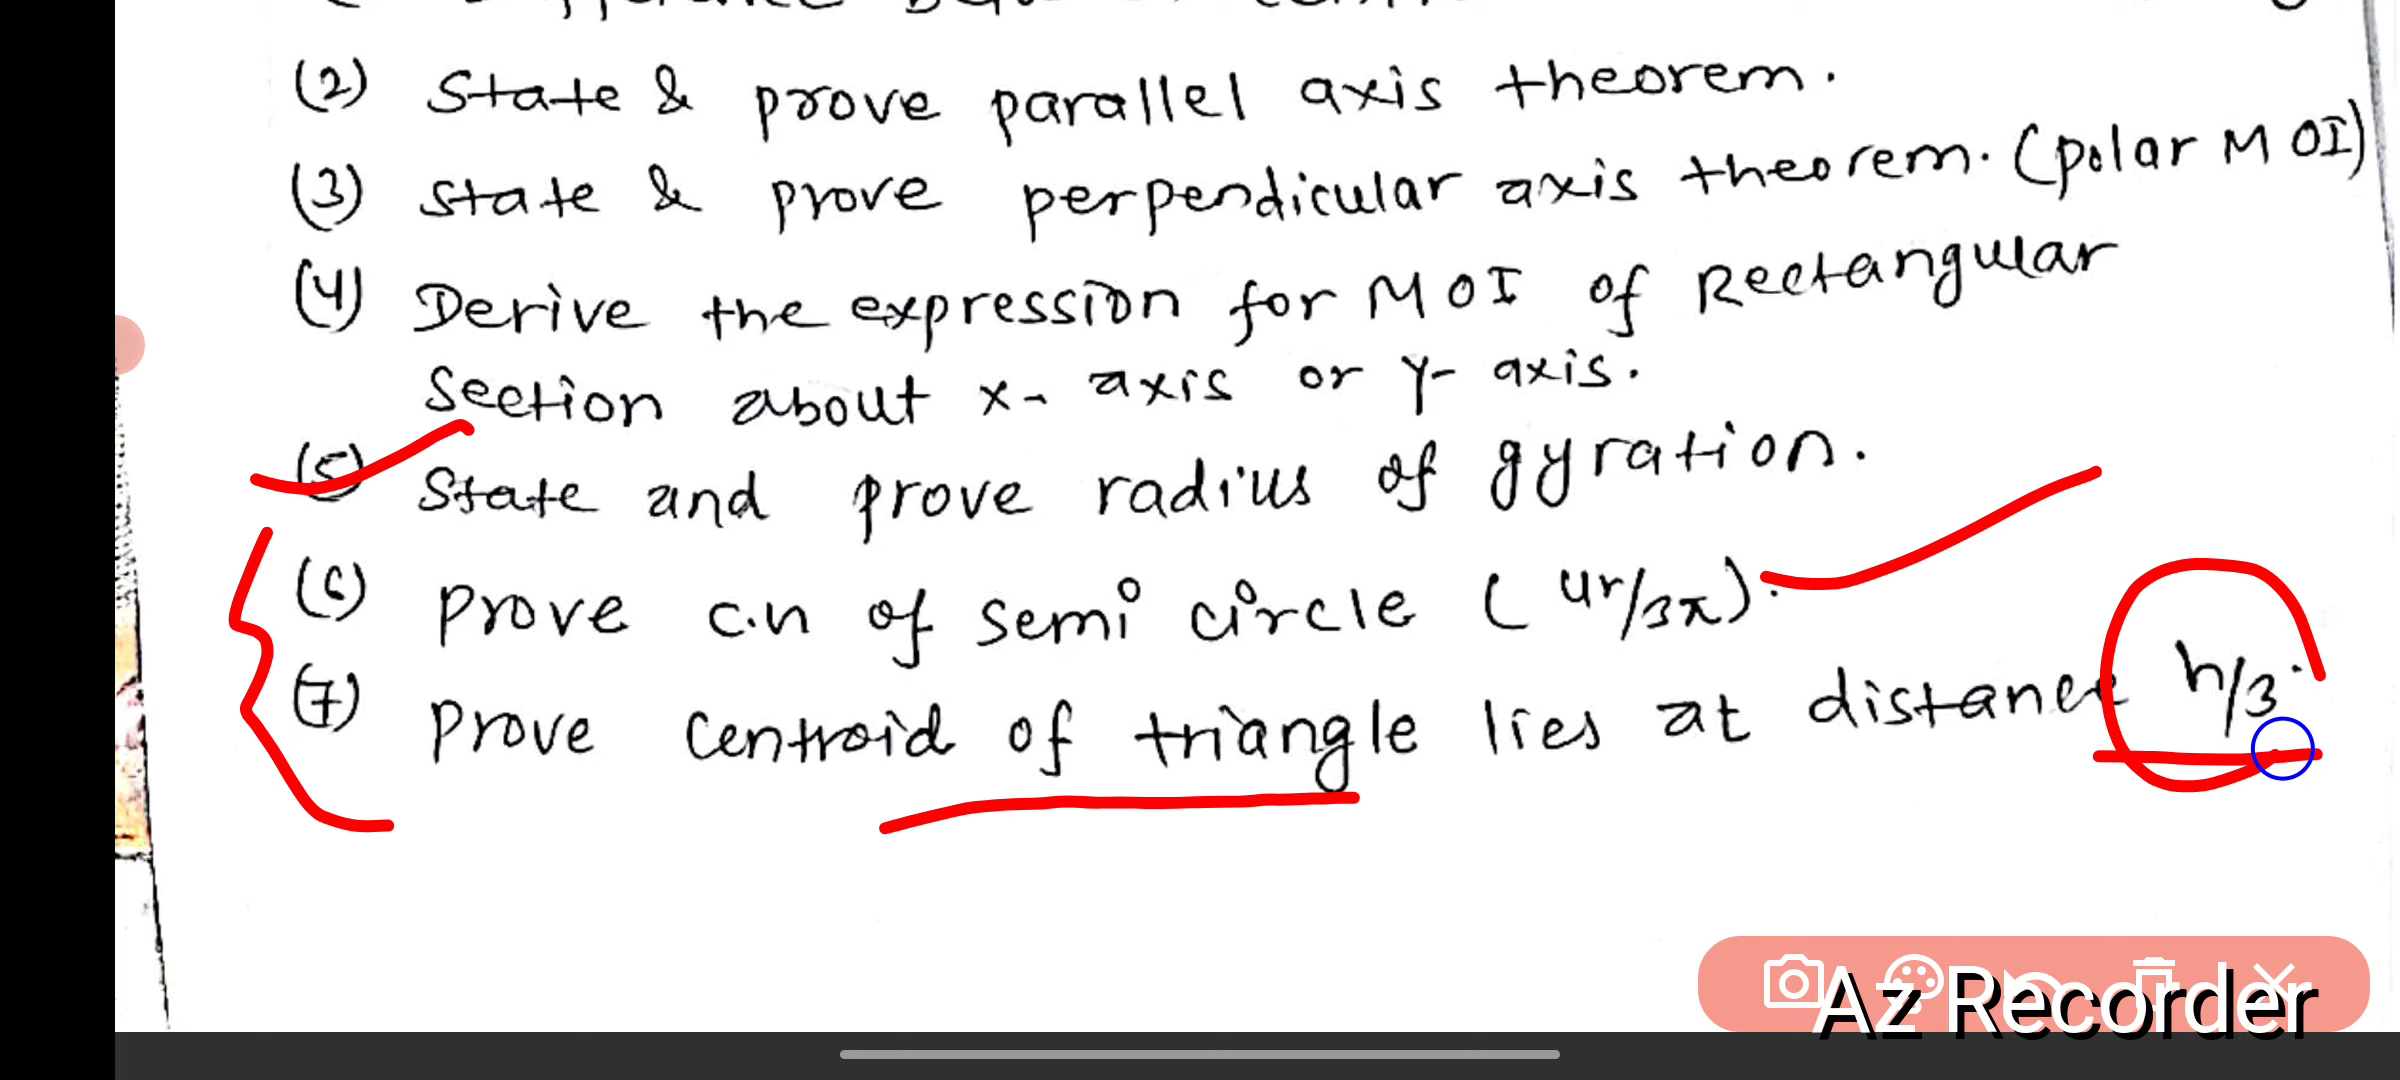 (2) State & prove parallel axis theorem.
(3) state & prove perpendicular axis theorem. (polar MOI)
(4) Derive the expression for MOI of Rectangular
Section about x- axis or Y- axis.
(5) State and prove radius of gyration.
(6) Prove c.n of semi circle (4r/3π).
(7) Prove centroid of triangle lies at distance h/3.
Az Recorder